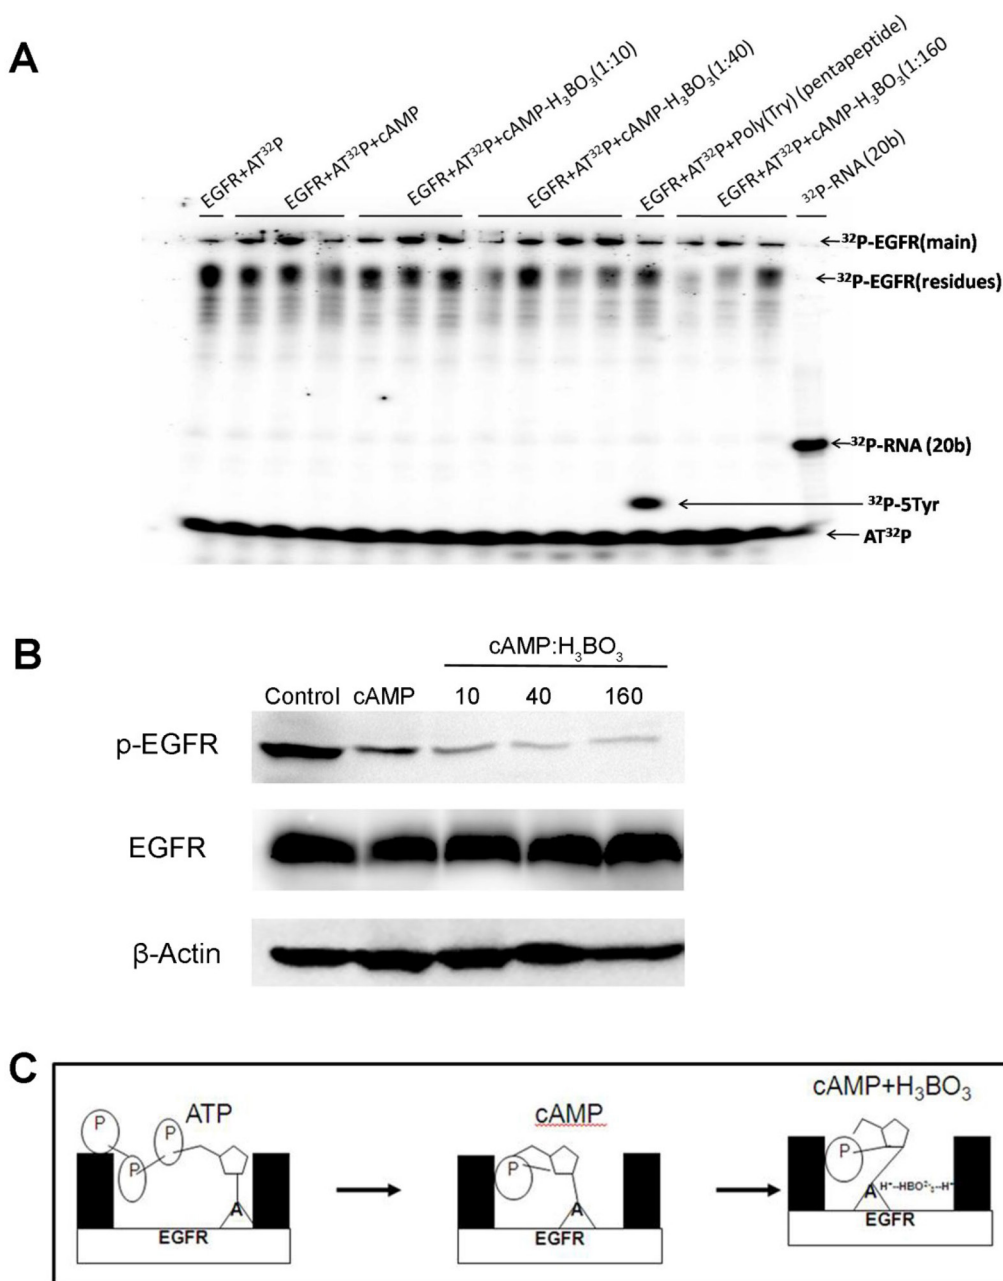 A
EGFR+AT³²P
EGFR+AT³²P+cAMP
EGFR+AT³²P+cAMP-H₃BO₃(1:10)
EGFR+AT³²P+cAMP-H₃BO₃(1:40)
EGFR+AT³²P+Poly(Try) (pentapeptide)
EGFR+AT³²P+cAMP-H₃BO₃(1:160
³²P-RNA (20b)
³²P-EGFR(main)
³²P-EGFR(residues)
³²P-RNA (20b)
³²P-5Tyr
AT³²P
B
cAMP:H₃BO₃
Control cAMP 10 40 160
p-EGFR
EGFR
β-Actin
C
ATP
P
P
P
A
EGFR
cAMP
P
A
EGFR
cAMP+H₃BO₃
P
A
EGFR